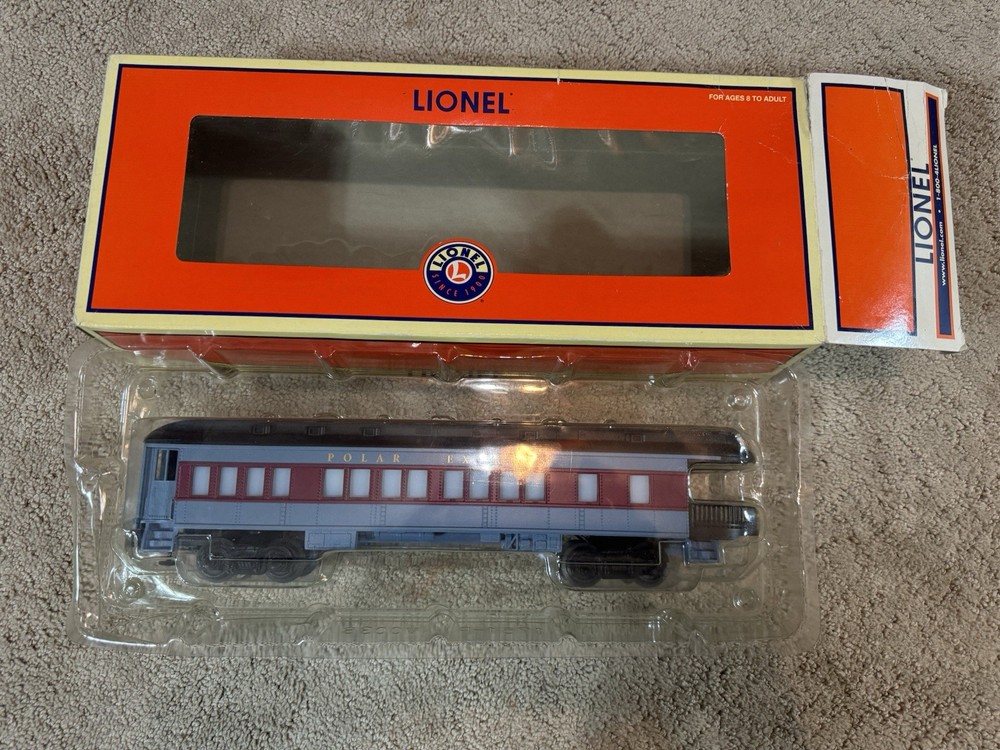 LIONEL
FOR AGES 8 TO ADULT
LIONEL
L
SINCE 1900
LIONEL
www.lionel.com • 1-800-4LIONEL
POLAR